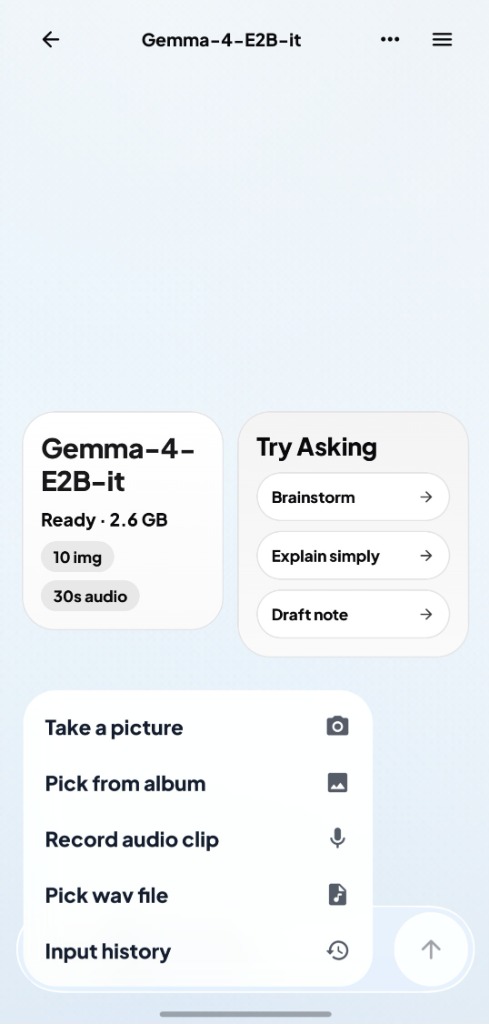 Gemma-4-E2B-it
Gemma-4-
E2B-it
Ready · 2.6 GB
10 img
30s audio
Try Asking
Brainstorm
Explain simply
Draft note
Take a picture
Pick from album
Record audio clip
Pick wav file
Input history